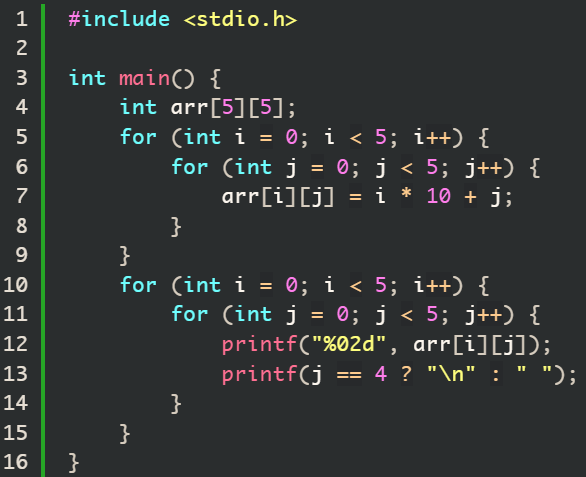 1 #include <stdio.h>
2
3 int main() {
4     int arr[5][5];
5     for (int i = 0; i < 5; i++) {
6         for (int j = 0; j < 5; j++) {
7             arr[i][j] = i * 10 + j;
8         }
9     }
10     for (int i = 0; i < 5; i++) {
11         for (int j = 0; j < 5; j++) {
12             printf("%02d", arr[i][j]);
13             printf(j == 4 ? "\n" : " ");
14         }
15     }
16 }